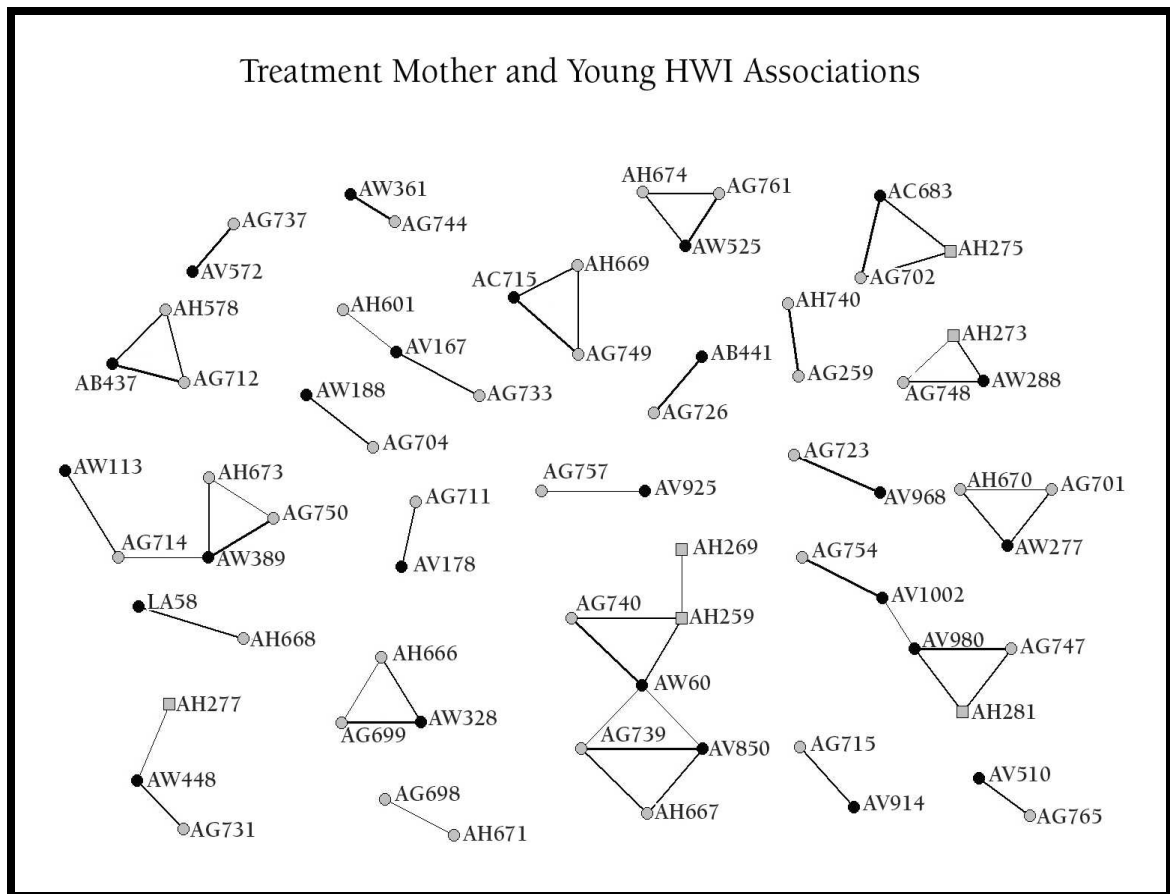 Treatment Mother and Young HWI Associations
AH674
AG761
AW361
AC683
AG737
AG744
AW525
AH275
AV572
AH669
AC715
AG702
AH578
AH601
AH740
AH273
AV167
AG749
AB441
AB437
AG712
AG259
AG748
AW288
AW188
AG733
AG726
AG704
AG723
AW113
AH673
AG757
AV925
AV968
AH670
AG701
AG711
AG750
AG714
AW389
AV178
AH269
AG754
AW277
LA58
AG740
AH259
AV1002
AH668
AV980
AG747
AH666
AW60
AH277
AG699
AW328
AH281
AG739
AV850
AG715
AW448
AV510
AG698
AV914
AH667
AG731
AH671
AG765